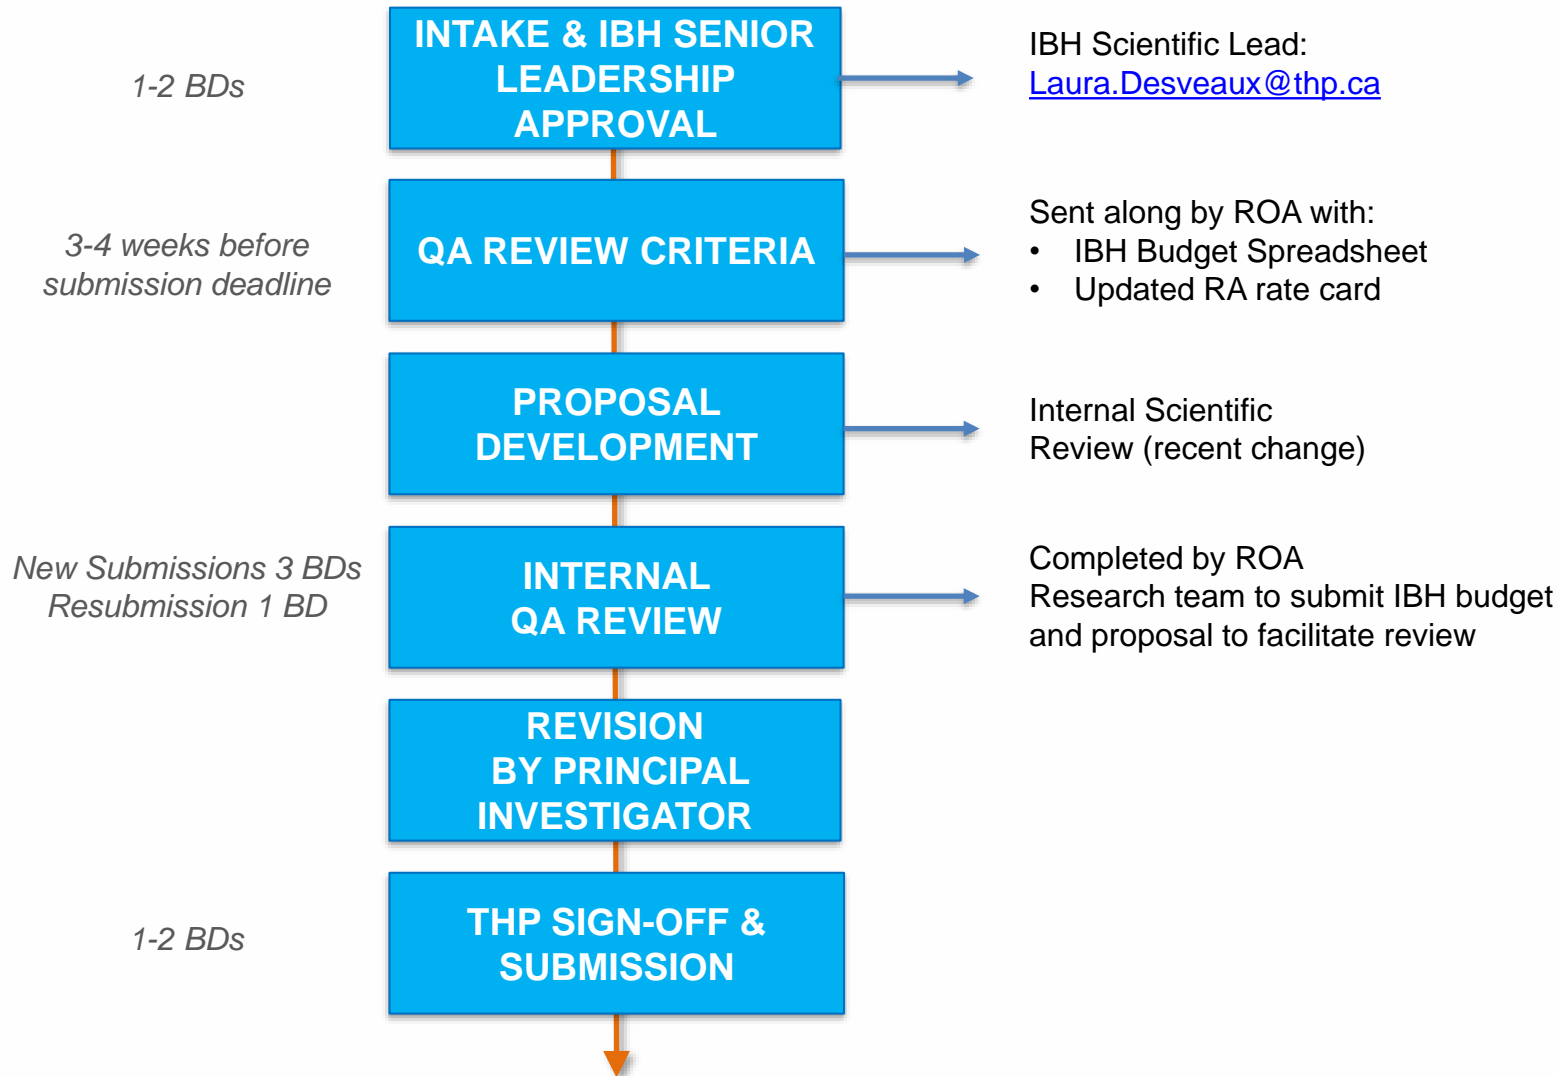 1-2 BDs
INTAKE & IBH SENIOR
LEADERSHIP
APPROVAL
IBH Scientific Lead:
Laura.Desveaux@thp.ca
3-4 weeks before
submission deadline
QA REVIEW CRITERIA
Sent along by ROA with:
• IBH Budget Spreadsheet
• Updated RA rate card
PROPOSAL
DEVELOPMENT
Internal Scientific
Review (recent change)
New Submissions 3 BDs
Resubmission 1 BD
INTERNAL
QA REVIEW
Completed by ROA
Research team to submit IBH budget
and proposal to facilitate review
REVISION
BY PRINCIPAL
INVESTIGATOR
1-2 BDs
THP SIGN-OFF &
SUBMISSION